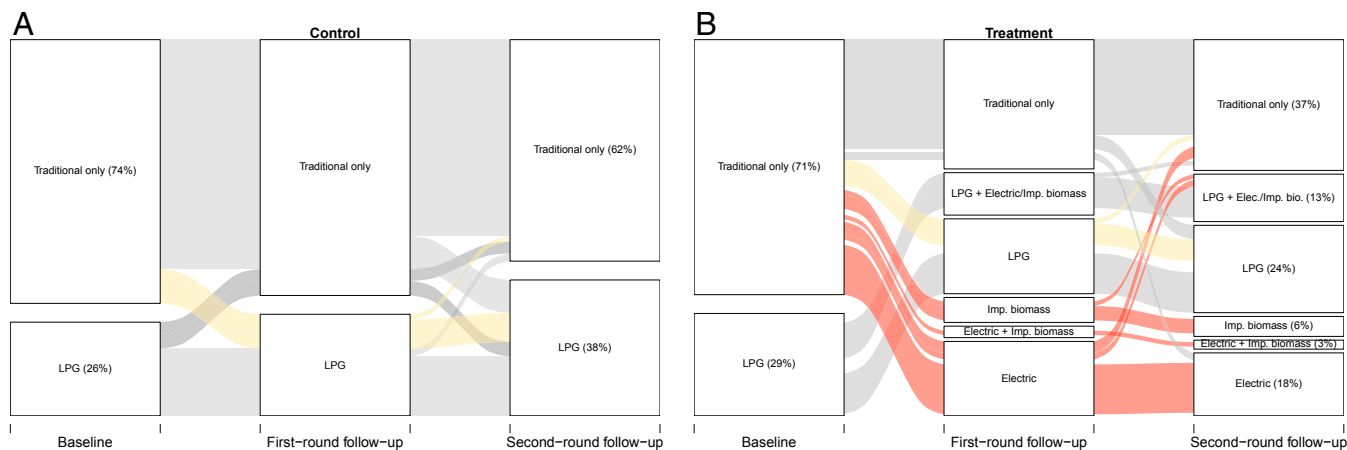 A
Control
Traditional only (74%)
LPG (26%)
Traditional only
LPG
Traditional only (62%)
LPG (38%)
Baseline
First−round follow−up
Second−round follow−up
B
Treatment
Traditional only (71%)
LPG (29%)
Traditional only
LPG + Electric/Imp. biomass
LPG
Imp. biomass
Electric + Imp. biomass
Electric
Traditional only (37%)
LPG + Elec./Imp. bio. (13%)
LPG (24%)
Imp. biomass (6%)
Electric + Imp. biomass (3%)
Electric (18%)
Baseline
First−round follow−up
Second−round follow−up